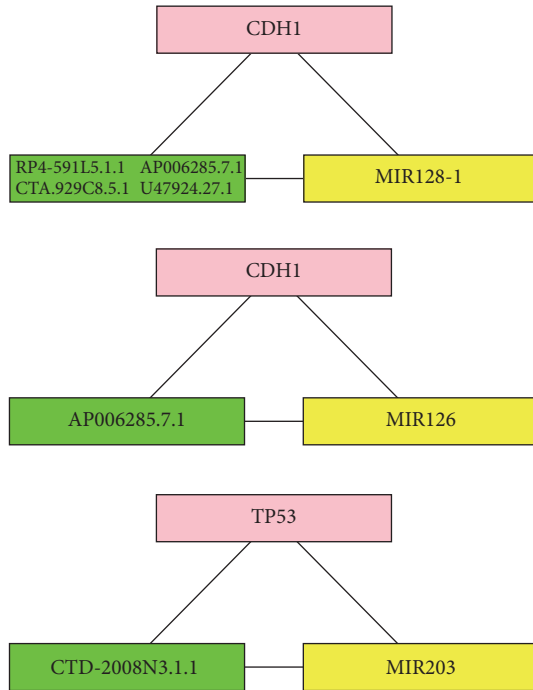 CDH1
RP4-591L5.1.1 AP006285.7.1
CTA.929C8.5.1 U47924.27.1
MIR128-1
CDH1
AP006285.7.1
MIR126
TP53
CTD-2008N3.1.1
MIR203